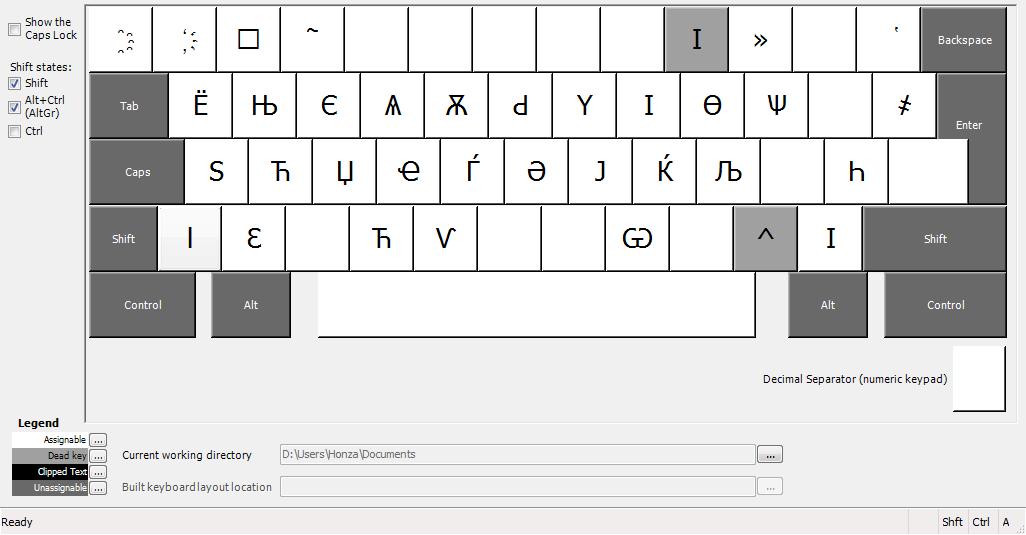 Show the
Caps Lock
Shift states:
Shift
Alt+Ctrl
(AltGr)
Ctrl
҈ ҉ □ ~ I » ʽ Backspace
Tab Ё Њ Є Ѧ Ѫ ԁ Ү І Ѳ Ѱ҂ Enter
Caps Ѕ Ћ Џ Ҽ Ѓ Ә Ј Ќ Љ Һ
Shift Ӏ Ԑ Ђ Ѵ Ѿ ^ I Shift
Control Alt Alt Control
Decimal Separator (numeric keypad)
Legend
Assignable ...
Dead key ... Current working directory D:\Users\Honza\Documents ...
Clipped Text ...
Unassignable ... Built keyboard layout location ...
Ready Shft Ctrl A